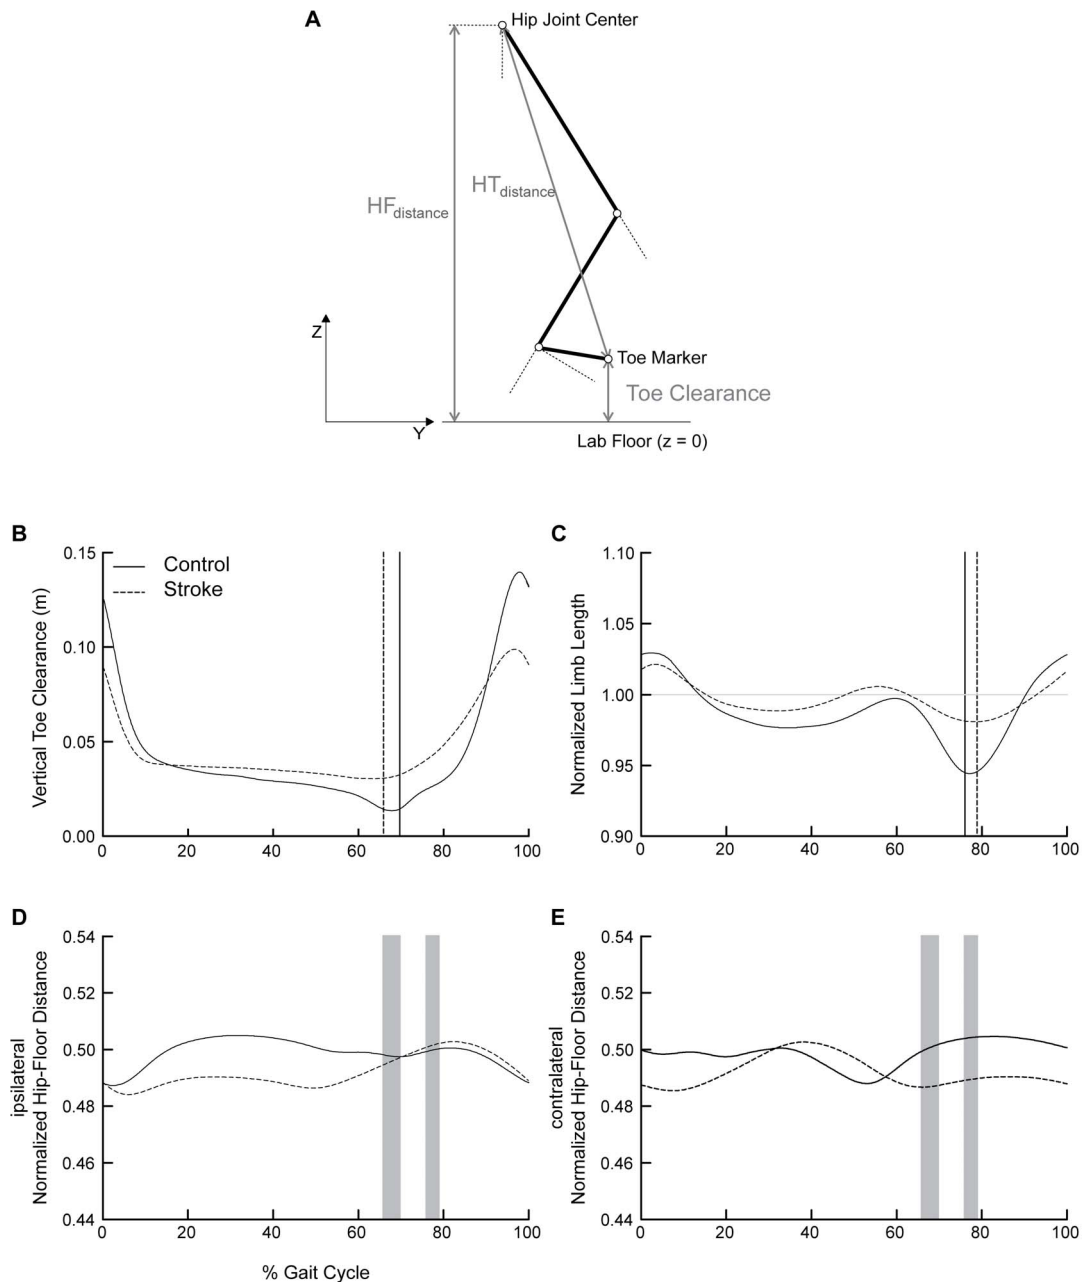 A
Hip Joint Center
HTdistance
HFdistance
Z
Toe Marker
Toe Clearance
Y
Lab Floor (z = 0)
B
Vertical Toe Clearance (m)
0.15
0.10
0.05
0.00
Control
Stroke
0 20 40 60 80 100
C
Normalized Limb Length
1.10
1.05
1.00
0.95
0.90
0 20 40 60 80 100
D
ipsilateral
Normalized Hip-Floor Distance
0.54
0.52
0.50
0.48
0.46
0.44
0 20 40 60 80 100
% Gait Cycle
E
contralateral
Normalized Hip-Floor Distance
0.54
0.52
0.50
0.48
0.46
0.44
0 20 40 60 80 100